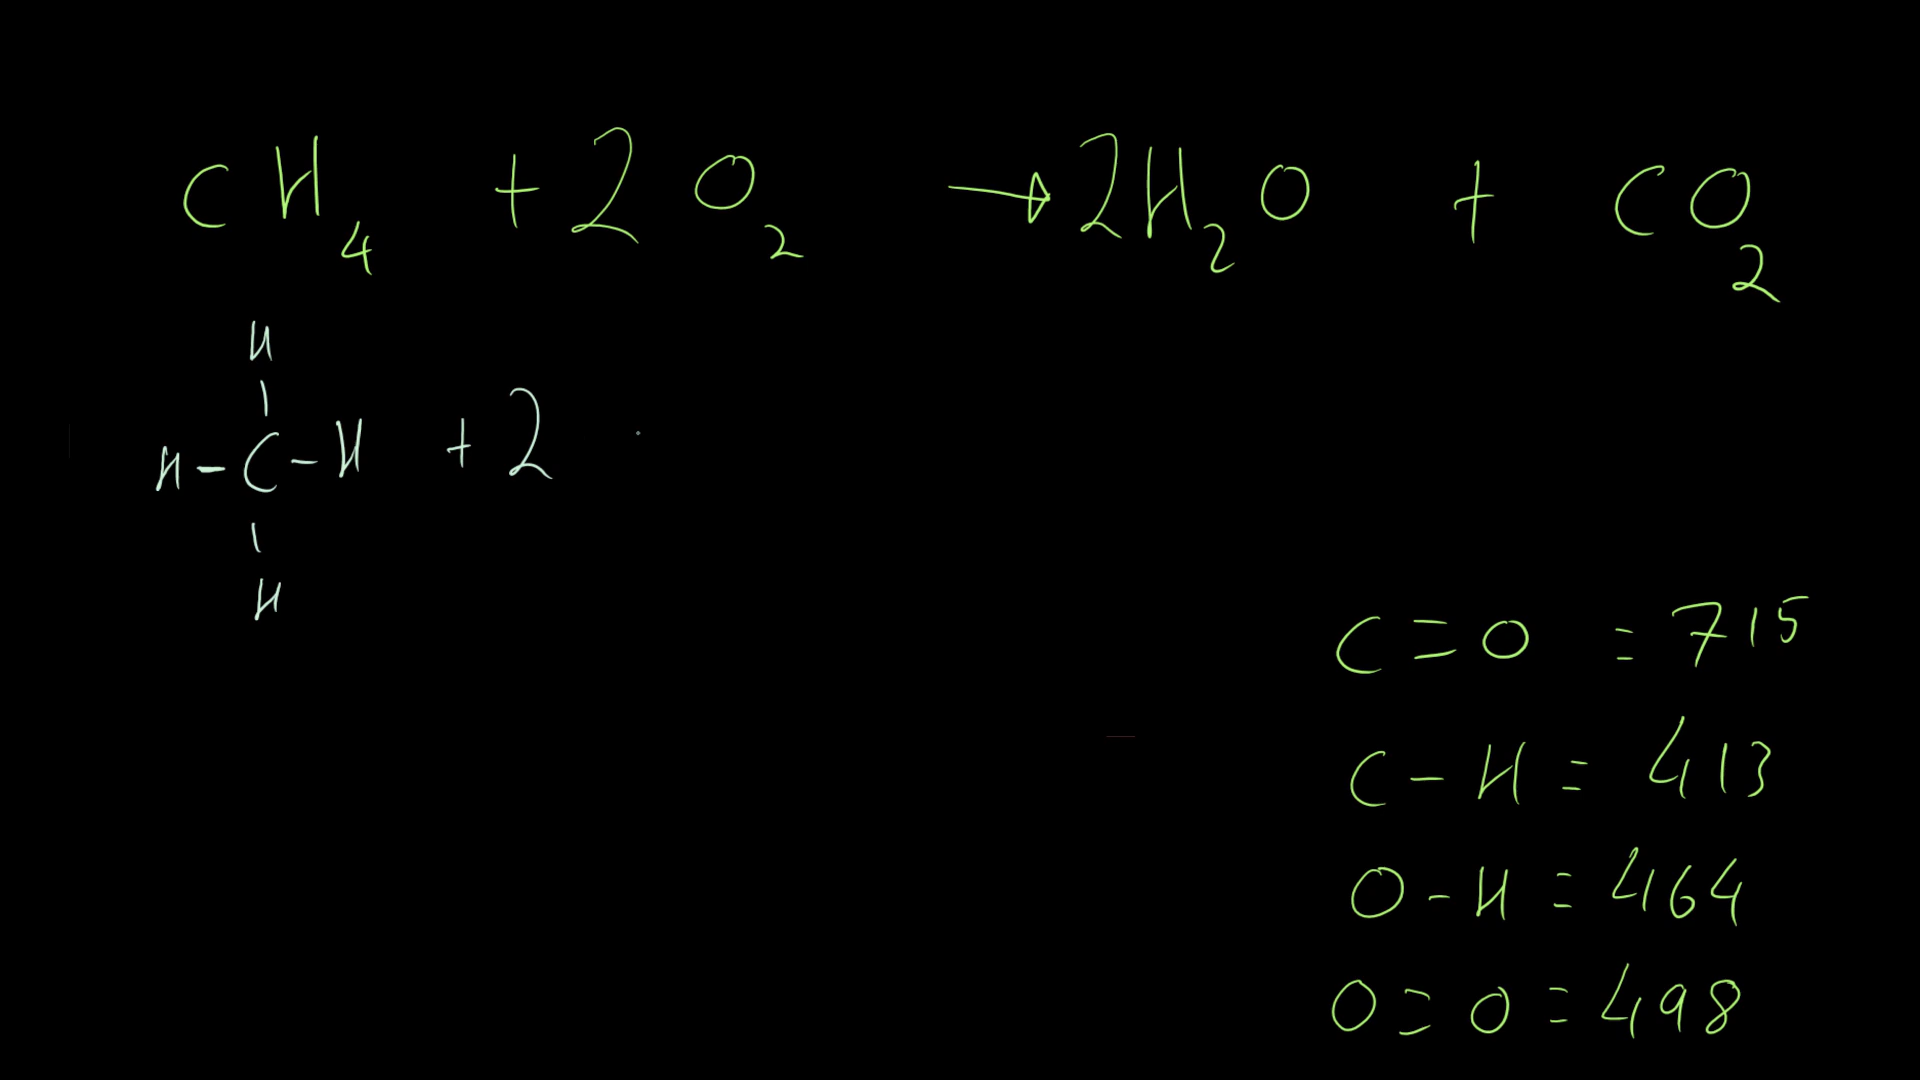 CH₄ + 2 O₂ → 2H₂O + CO₂
H
|
H - C - H + 2
|
H
C = O = 715
C - H = 413
O - H = 464
O = O = 498